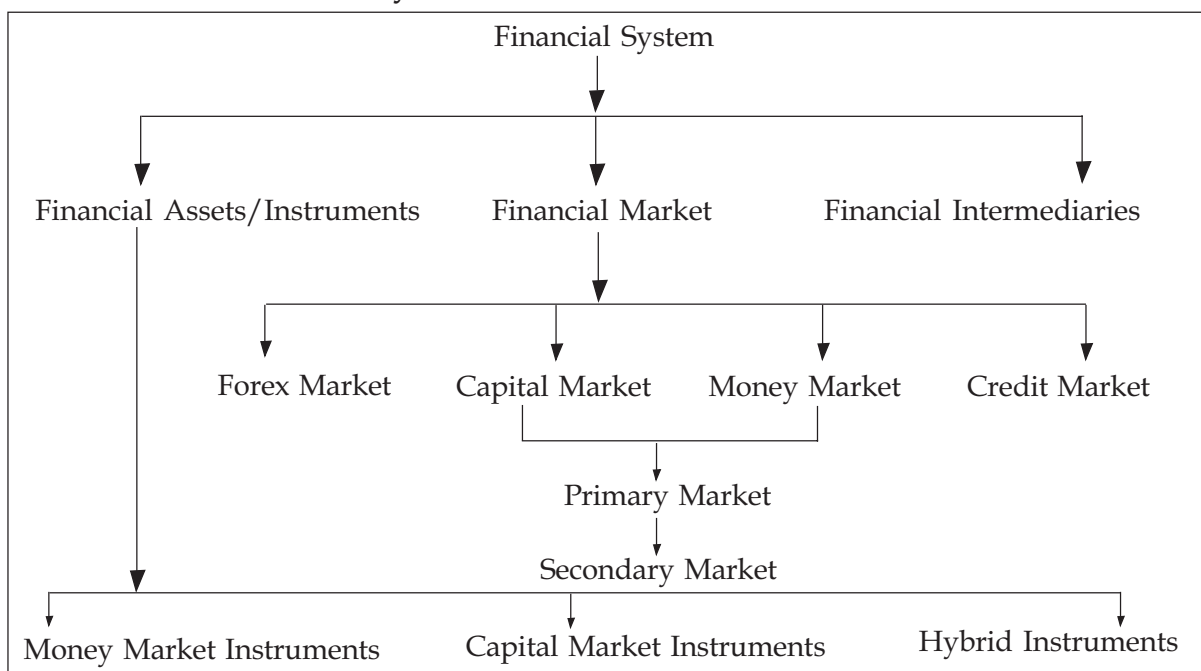 Financial System
Financial Assets/Instruments Financial Market Financial Intermediaries
Forex Market Capital Market Money Market Credit Market
Primary Market
Secondary Market
Money Market Instruments Capital Market Instruments Hybrid Instruments